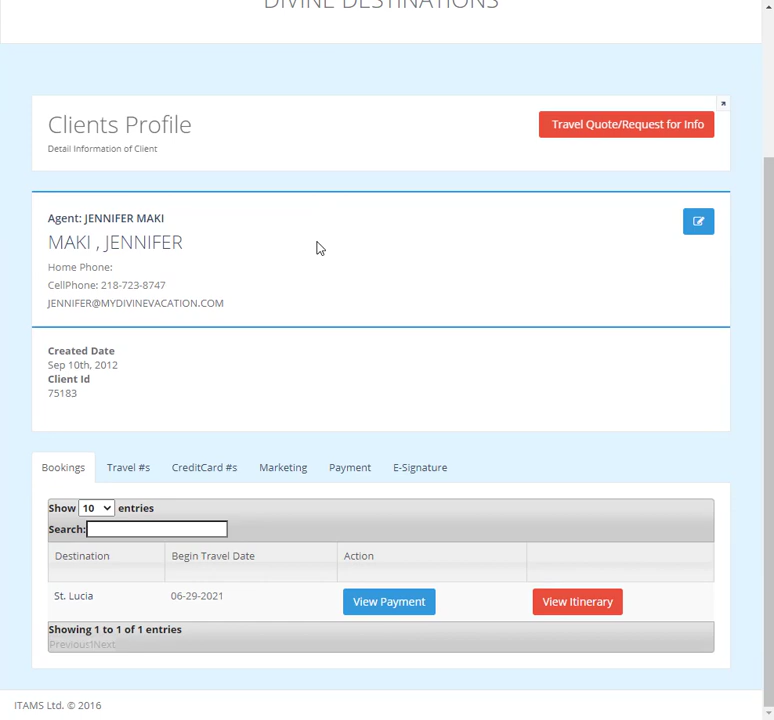 DIVINE DESTINATIONS
Clients Profile
Detail Information of Client
Travel Quote/Request for Info
Agent: JENNIFER MAKI
MAKI , JENNIFER
Home Phone:
CellPhone: 218-723-8747
JENNIFER@MYDIVINEVACATION.COM
Created Date
Sep 10th, 2012
Client Id
75183
Bookings Travel #s CreditCard #s Marketing Payment E-Signature
Show 10 entries
Search:
Destination Begin Travel Date Action
St. Lucia 06-29-2021 View Payment View Itinerary
Showing 1 to 1 of 1 entries
Previous1Next
ITAMS Ltd. © 2016